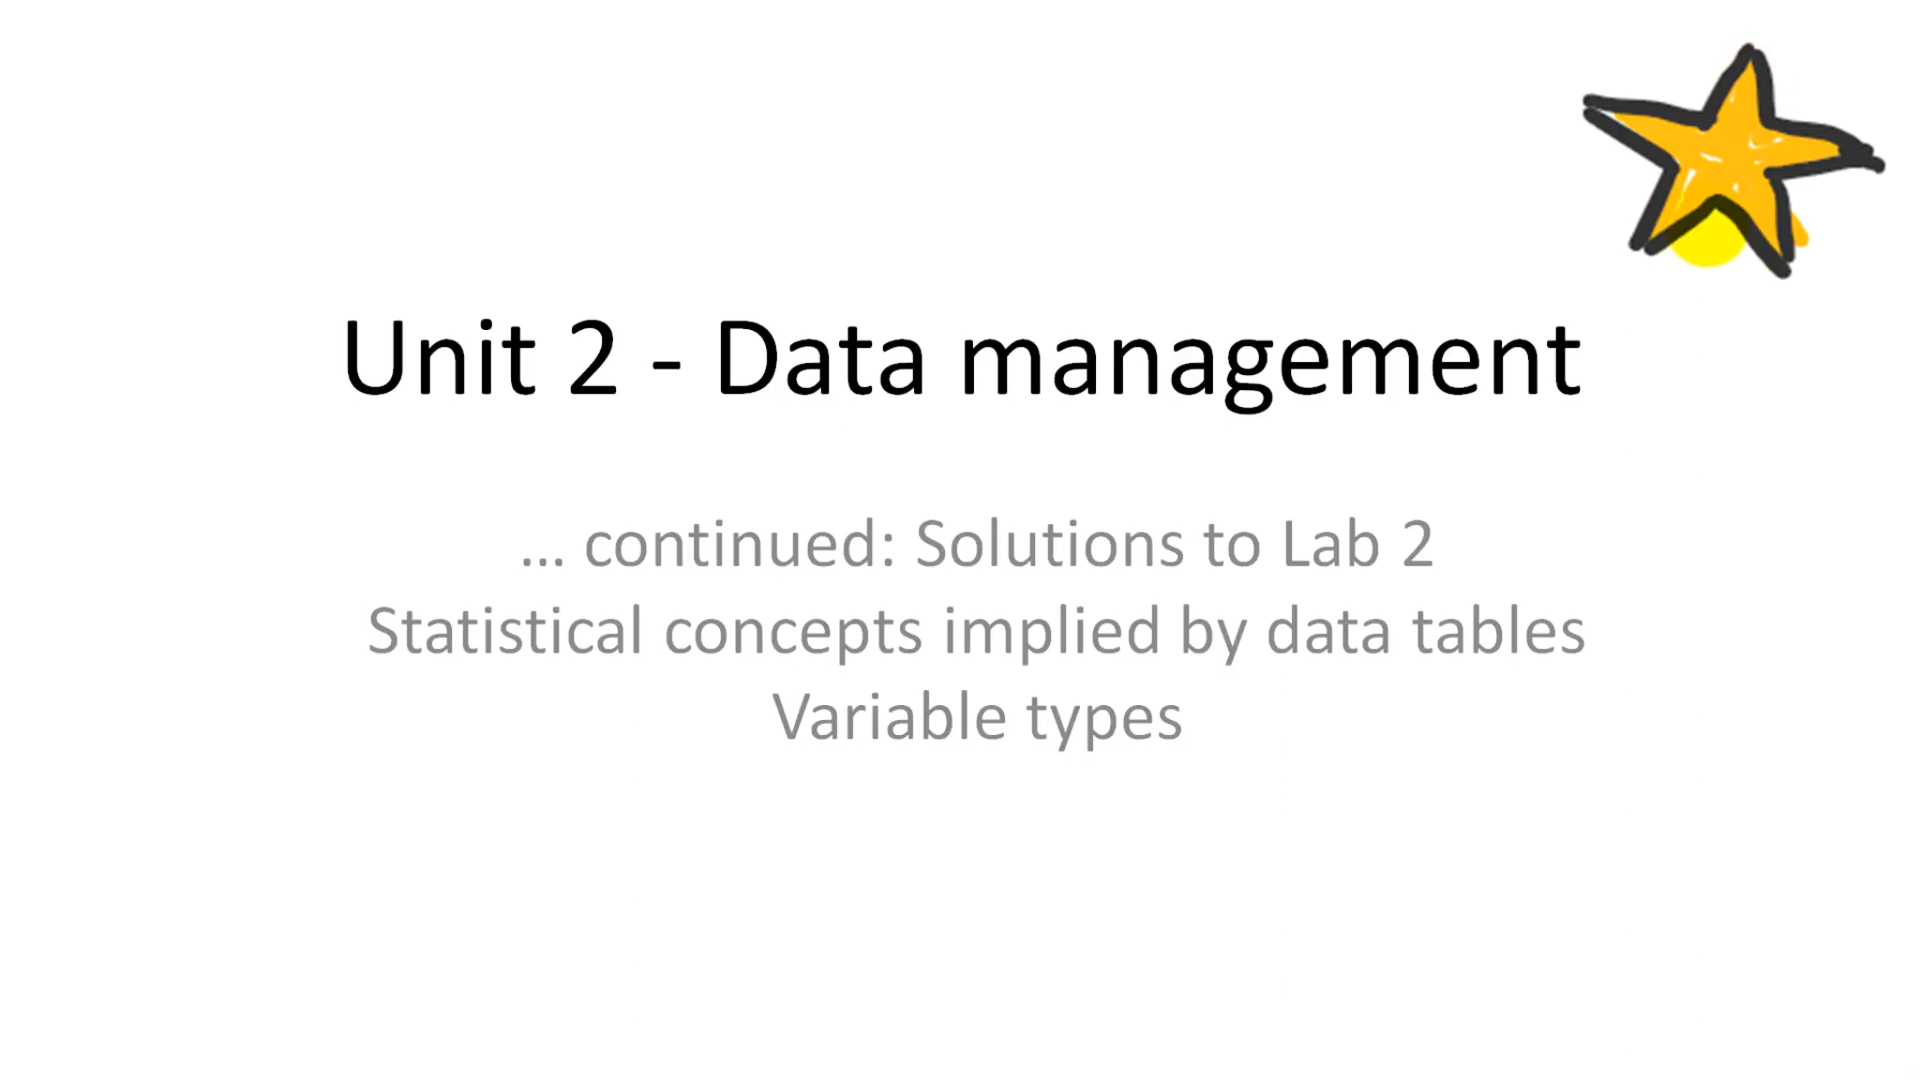 Unit 2 - Data management
... continued: Solutions to Lab 2
Statistical concepts implied by data tables
Variable types